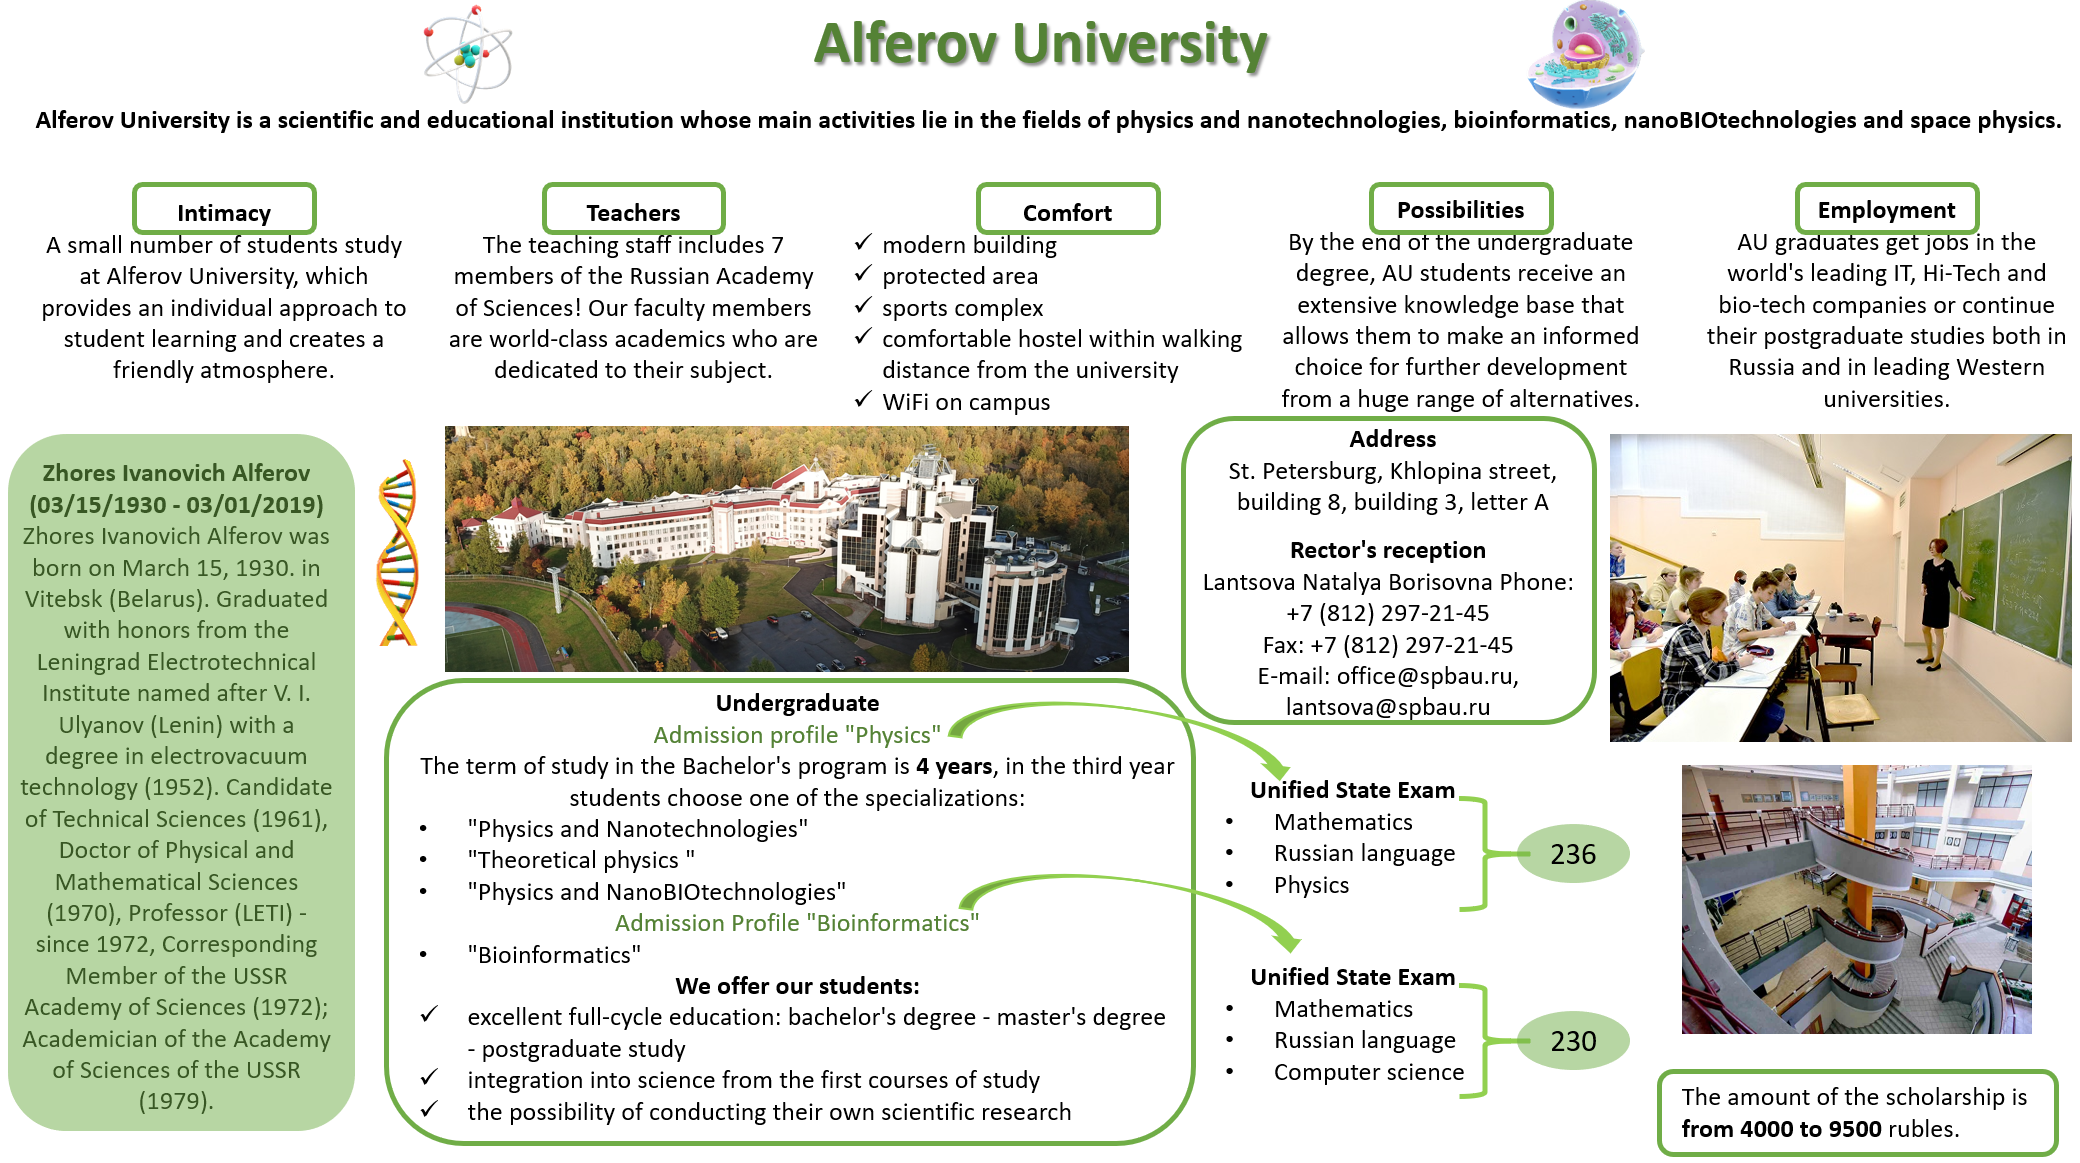 Alferov University
Alferov University is a scientific and educational institution whose main activities lie in the fields of physics and nanotechnologies, bioinformatics, nanoBIOtechnologies and space physics.
Intimacy
A small number of students study
at Alferov University, which
provides an individual approach to
student learning and creates a
friendly atmosphere.
Teachers
The teaching staff includes 7
members of the Russian Academy
of Sciences! Our faculty members
are world-class academics who are
dedicated to their subject.
Comfort
✓ modern building
✓ protected area
✓ sports complex
✓ comfortable hostel within walking
distance from the university
✓ WiFi on campus
Possibilities
By the end of the undergraduate
degree, AU students receive an
extensive knowledge base that
allows them to make an informed
choice for further development
from a huge range of alternatives.
Employment
AU graduates get jobs in the
world's leading IT, Hi-Tech and
bio-tech companies or continue
their postgraduate studies both in
Russia and in leading Western
universities.
Zhores Ivanovich Alferov
(03/15/1930 - 03/01/2019)
Zhores Ivanovich Alferov was
born on March 15, 1930. in
Vitebsk (Belarus). Graduated
with honors from the
Leningrad Electrotechnical
Institute named after V. I.
Ulyanov (Lenin) with a
degree in electrovacuum
technology (1952). Candidate
of Technical Sciences (1961),
Doctor of Physical and
Mathematical Sciences
(1970), Professor (LETI) -
since 1972, Corresponding
Member of the USSR
Academy of Sciences (1972);
Academician of the Academy
of Sciences of the USSR
(1979).
Address
St. Petersburg, Khlopina street,
building 8, building 3, letter A
Rector's reception
Lantsova Natalya Borisovna Phone:
+7 (812) 297-21-45
Fax: +7 (812) 297-21-45
E-mail: office@spbau.ru,
lantsova@spbau.ru
Undergraduate
Admission profile "Physics"
The term of study in the Bachelor's program is 4 years, in the third year
students choose one of the specializations:
• "Physics and Nanotechnologies"
• "Theoretical physics "
• "Physics and NanoBIOtechnologies"
Admission Profile "Bioinformatics"
• "Bioinformatics"
We offer our students:
✓ excellent full-cycle education: bachelor's degree - master's degree
- postgraduate study
✓ integration into science from the first courses of study
✓ the possibility of conducting their own scientific research
Unified State Exam
• Mathematics
• Russian language
• Physics
236
Unified State Exam
• Mathematics
• Russian language
• Computer science
230
The amount of the scholarship is
from 4000 to 9500 rubles.